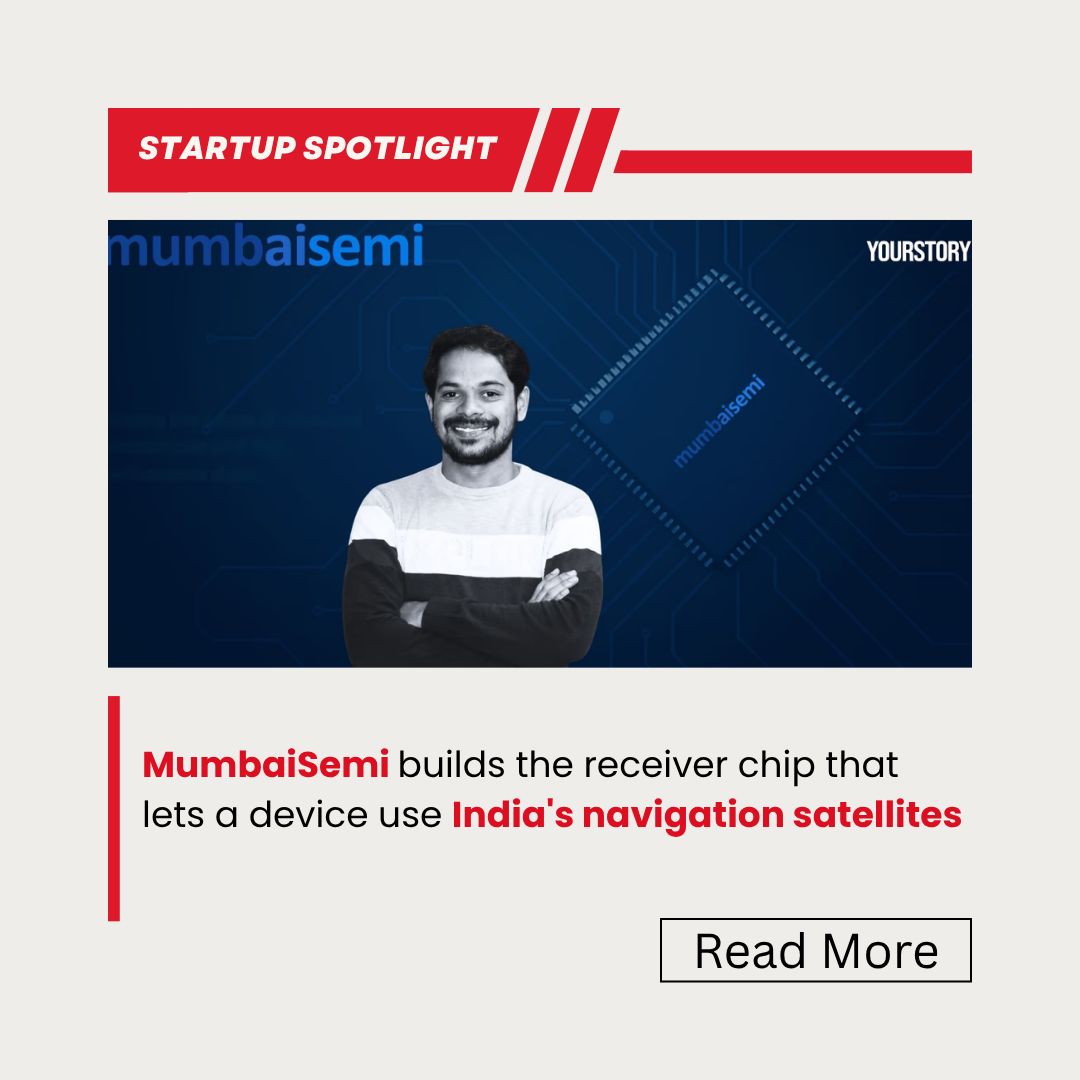 STARTUP SPOTLIGHT
mumbaisemi
YOURSTORY
mumbaisemi
MumbaiSemi builds the receiver chip that
lets a device use India's navigation satellites
Read More